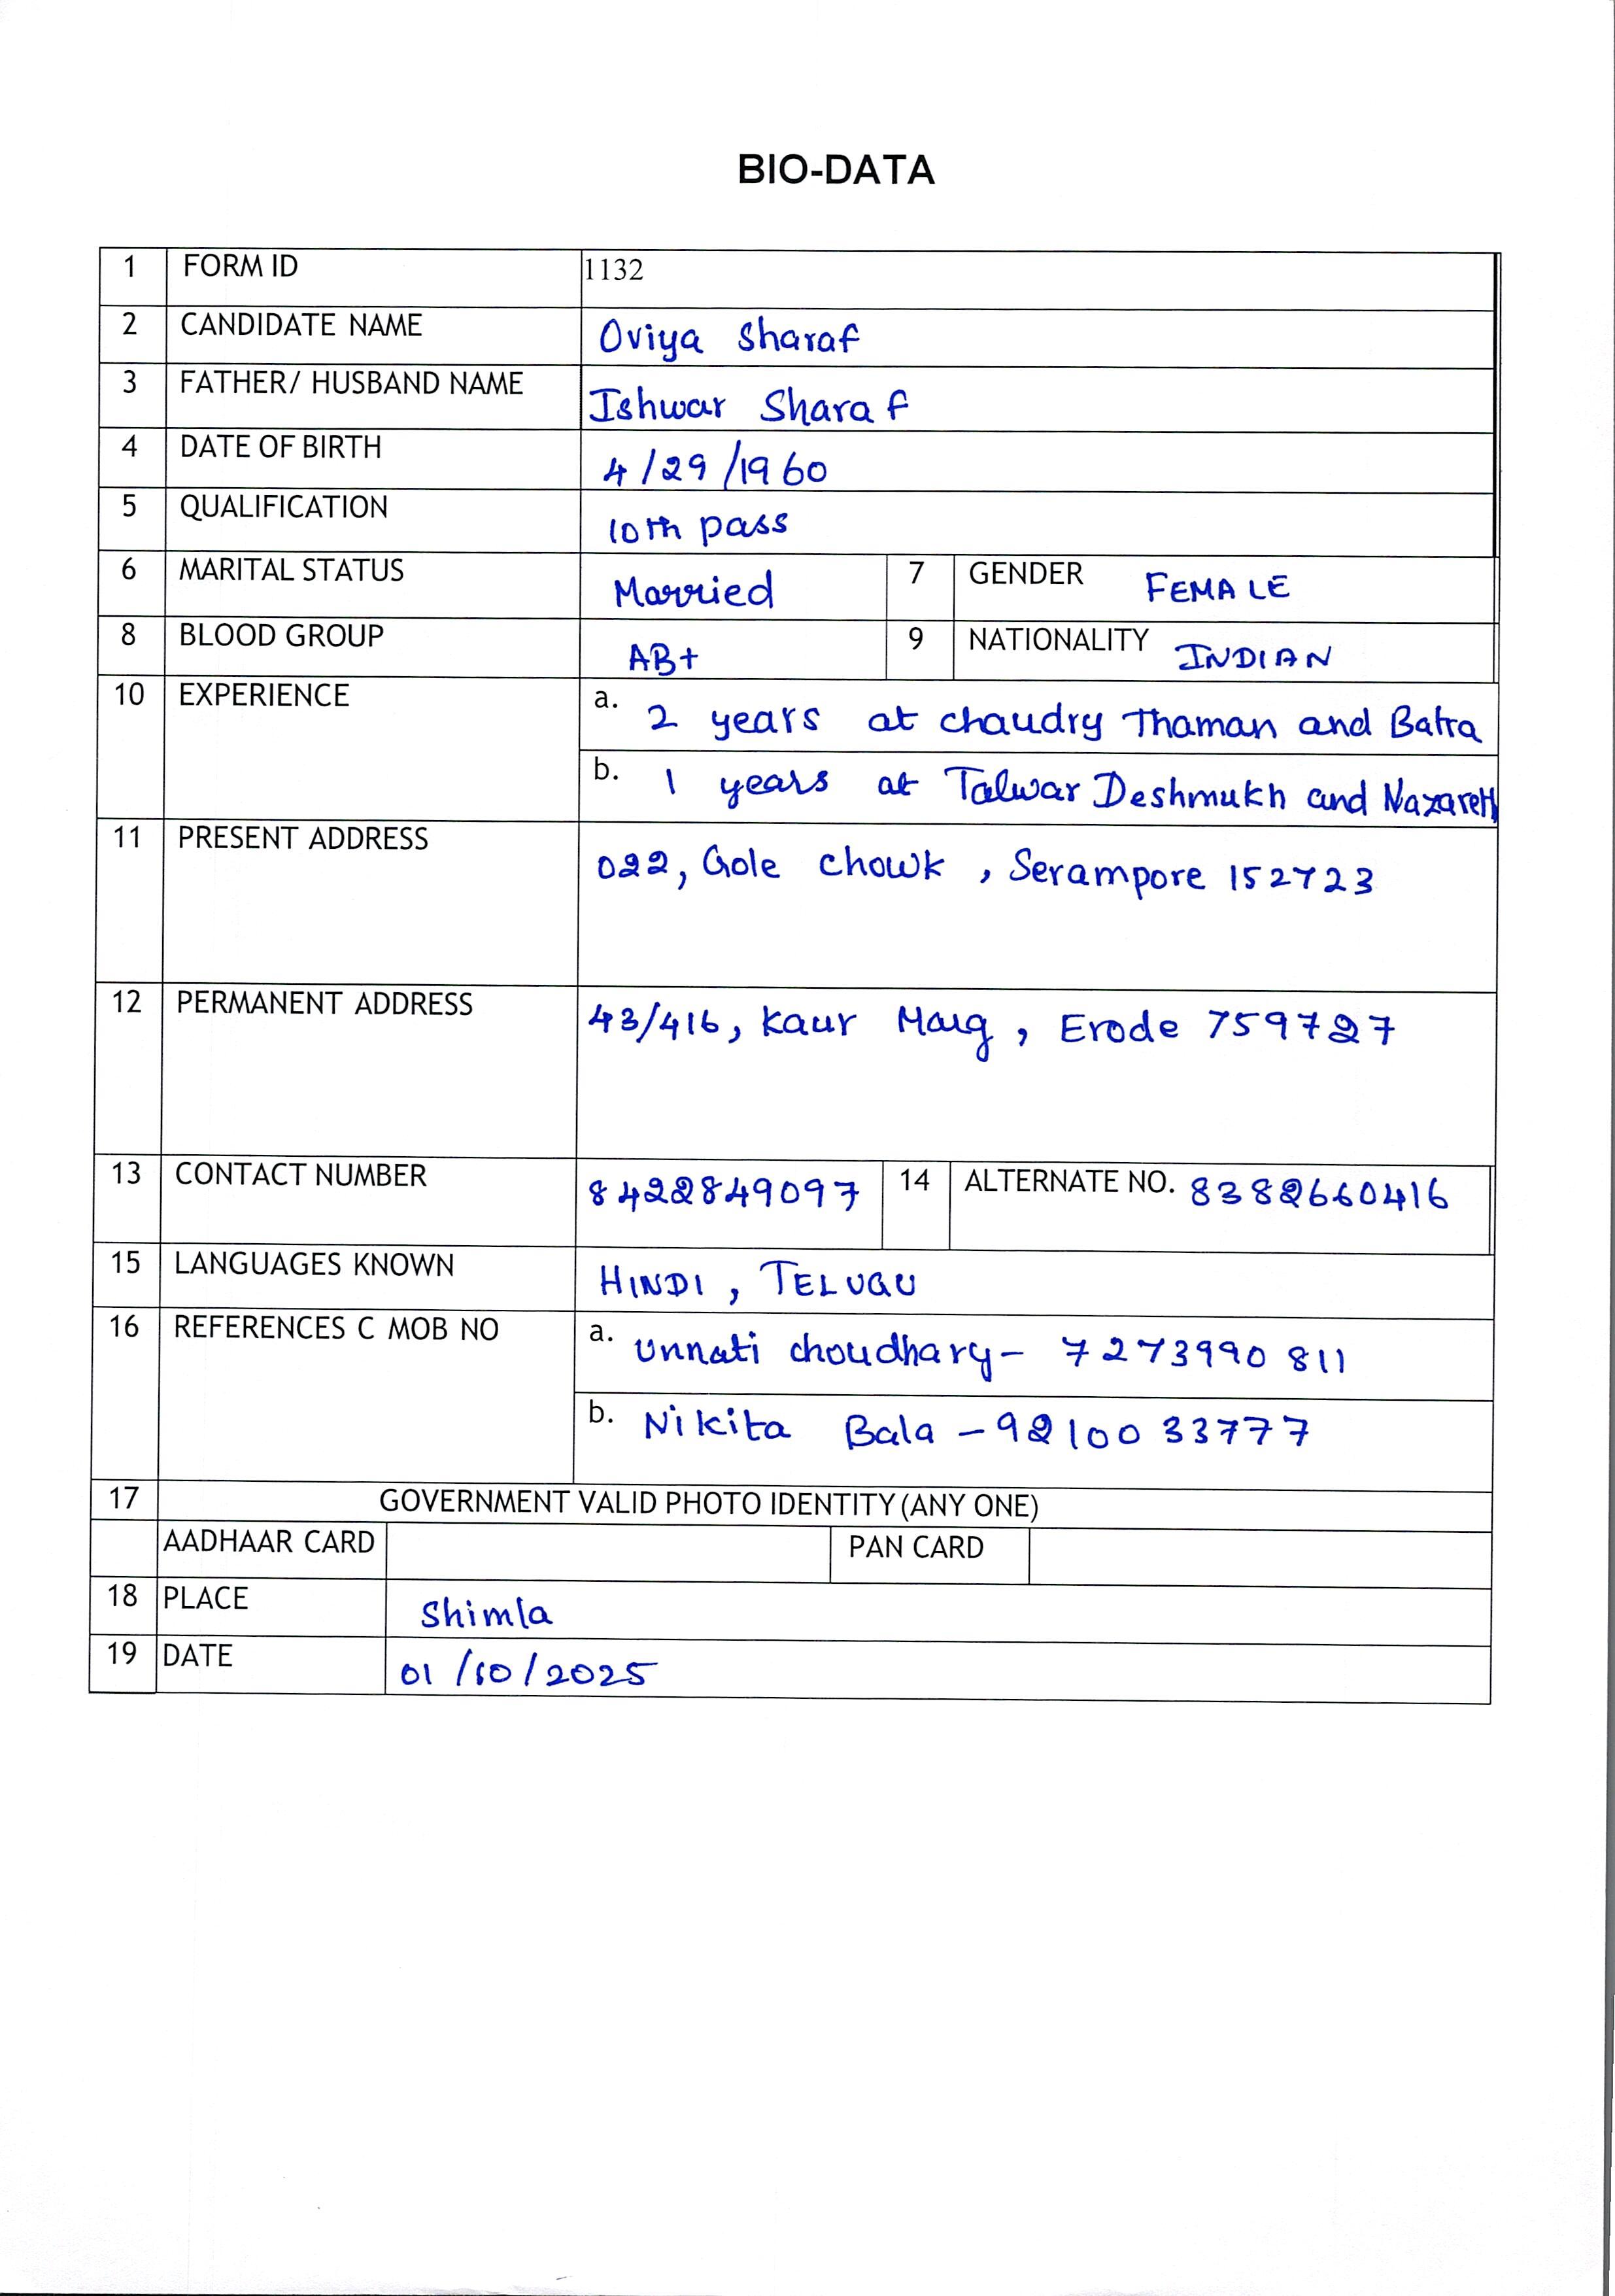 BIO-DATA
1 FORM ID 1132
2 CANDIDATE NAME Oviya Sharaf
3 FATHER/ HUSBAND NAME Ishwar Sharaf
4 DATE OF BIRTH 4/29/1960
5 QUALIFICATION 10th pass
6 MARITAL STATUS Married 7 GENDER FEMALE
8 BLOOD GROUP AB+ 9 NATIONALITY INDIAN
10 EXPERIENCE a. 2 years at chaudry Thaman and Batra
b. 1 years at Talwar Deshmukh and Nazareth
11 PRESENT ADDRESS 022, Gole chowk , Serampore 152723
12 PERMANENT ADDRESS 43/416, Kaur Marg , Erode 759727
13 CONTACT NUMBER 8422849097 14 ALTERNATE NO. 8382660416
15 LANGUAGES KNOWN HINDI , TELUGU
16 REFERENCES C MOB NO a. Unnati choudhary- 7273990811
b. Nikita Bala - 9210033777
17 GOVERNMENT VALID PHOTO IDENTITY (ANY ONE)
AADHAAR CARD PAN CARD
18 PLACE Shimla
19 DATE 01/10/2025